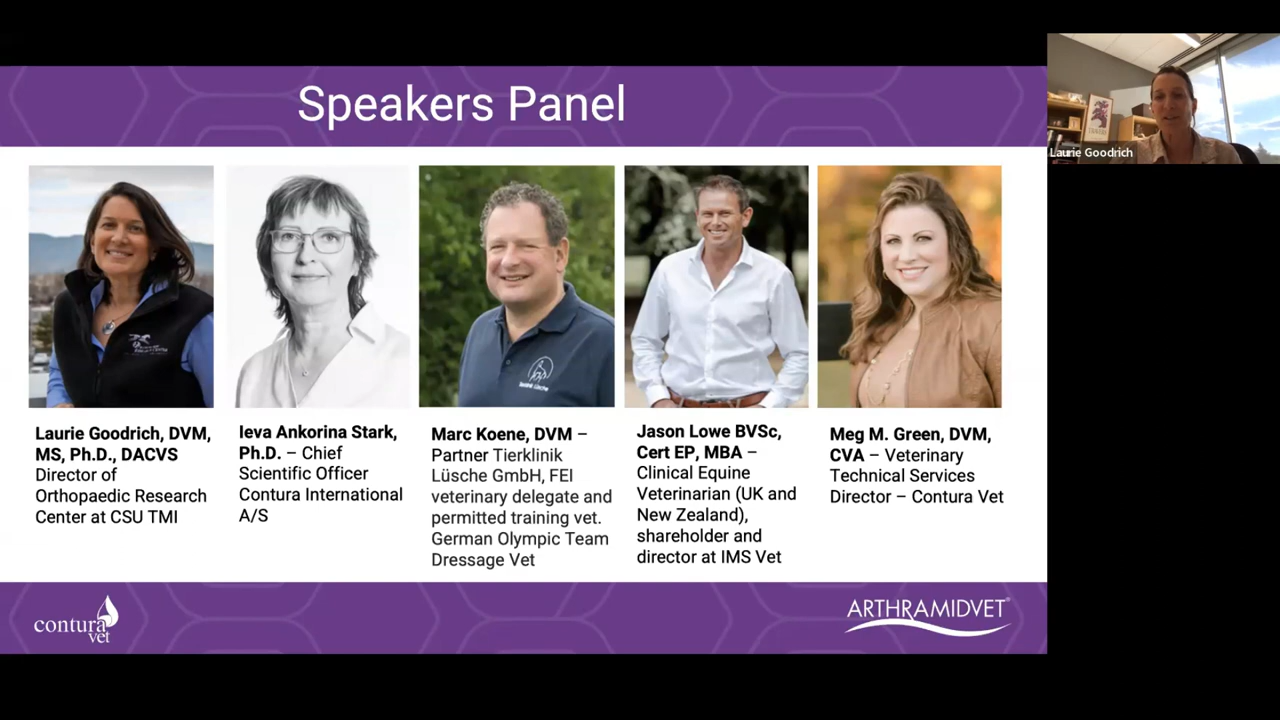 Speakers Panel
Laurie Goodrich
Laurie Goodrich, DVM,
MS, Ph.D., DACVS
Director of
Orthopaedic Research
Center at CSU TMI
Ieva Ankorina Stark,
Ph.D. – Chief
Scientific Officer
Contura International
A/S
Marc Koene, DVM –
Partner Tierklinik
Lüsche GmbH, FEI
veterinary delegate and
permitted training vet.
German Olympic Team
Dressage Vet
Jason Lowe BVSc,
Cert EP, MBA –
Clinical Equine
Veterinarian (UK and
New Zealand),
shareholder and
director at IMS Vet
Meg M. Green, DVM,
CVA – Veterinary
Technical Services
Director – Contura Vet
contura
vet
ARTHRAMIDVET®